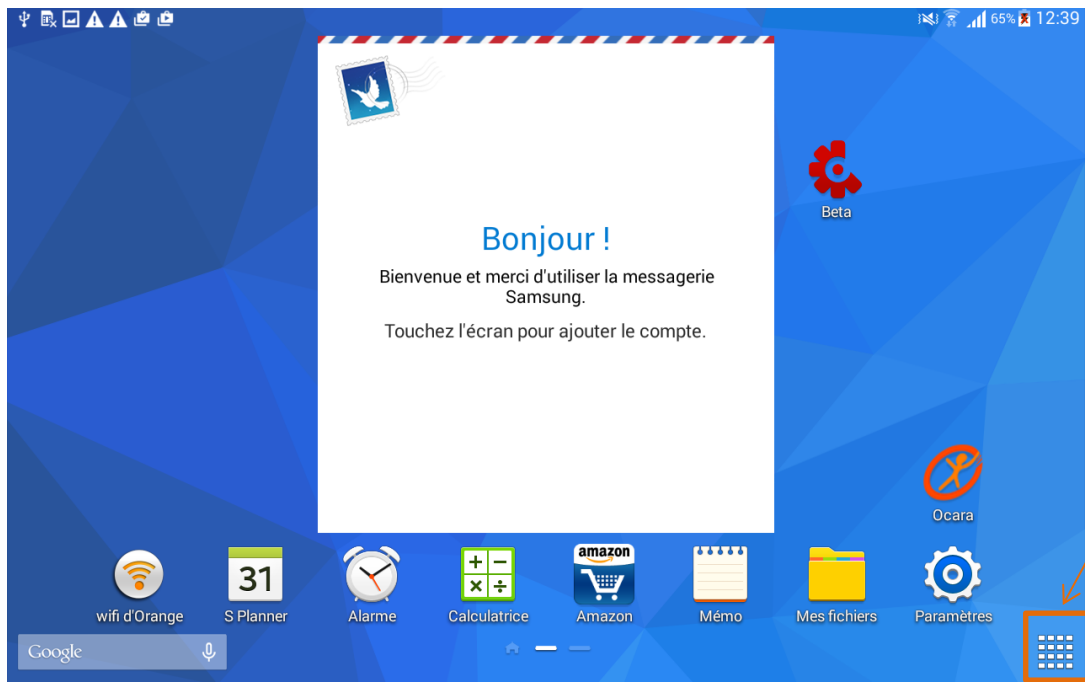 65% 12:39
Bonjour !
Bienvenue et merci d'utiliser la messagerie
Samsung.
Touchez l'écran pour ajouter le compte.
Beta
Ocara
31
amazon
wifi d'Orange
S Planner
Alarme
Calculatrice
Amazon
Mémo
Mes fichiers
Paramètres
Google